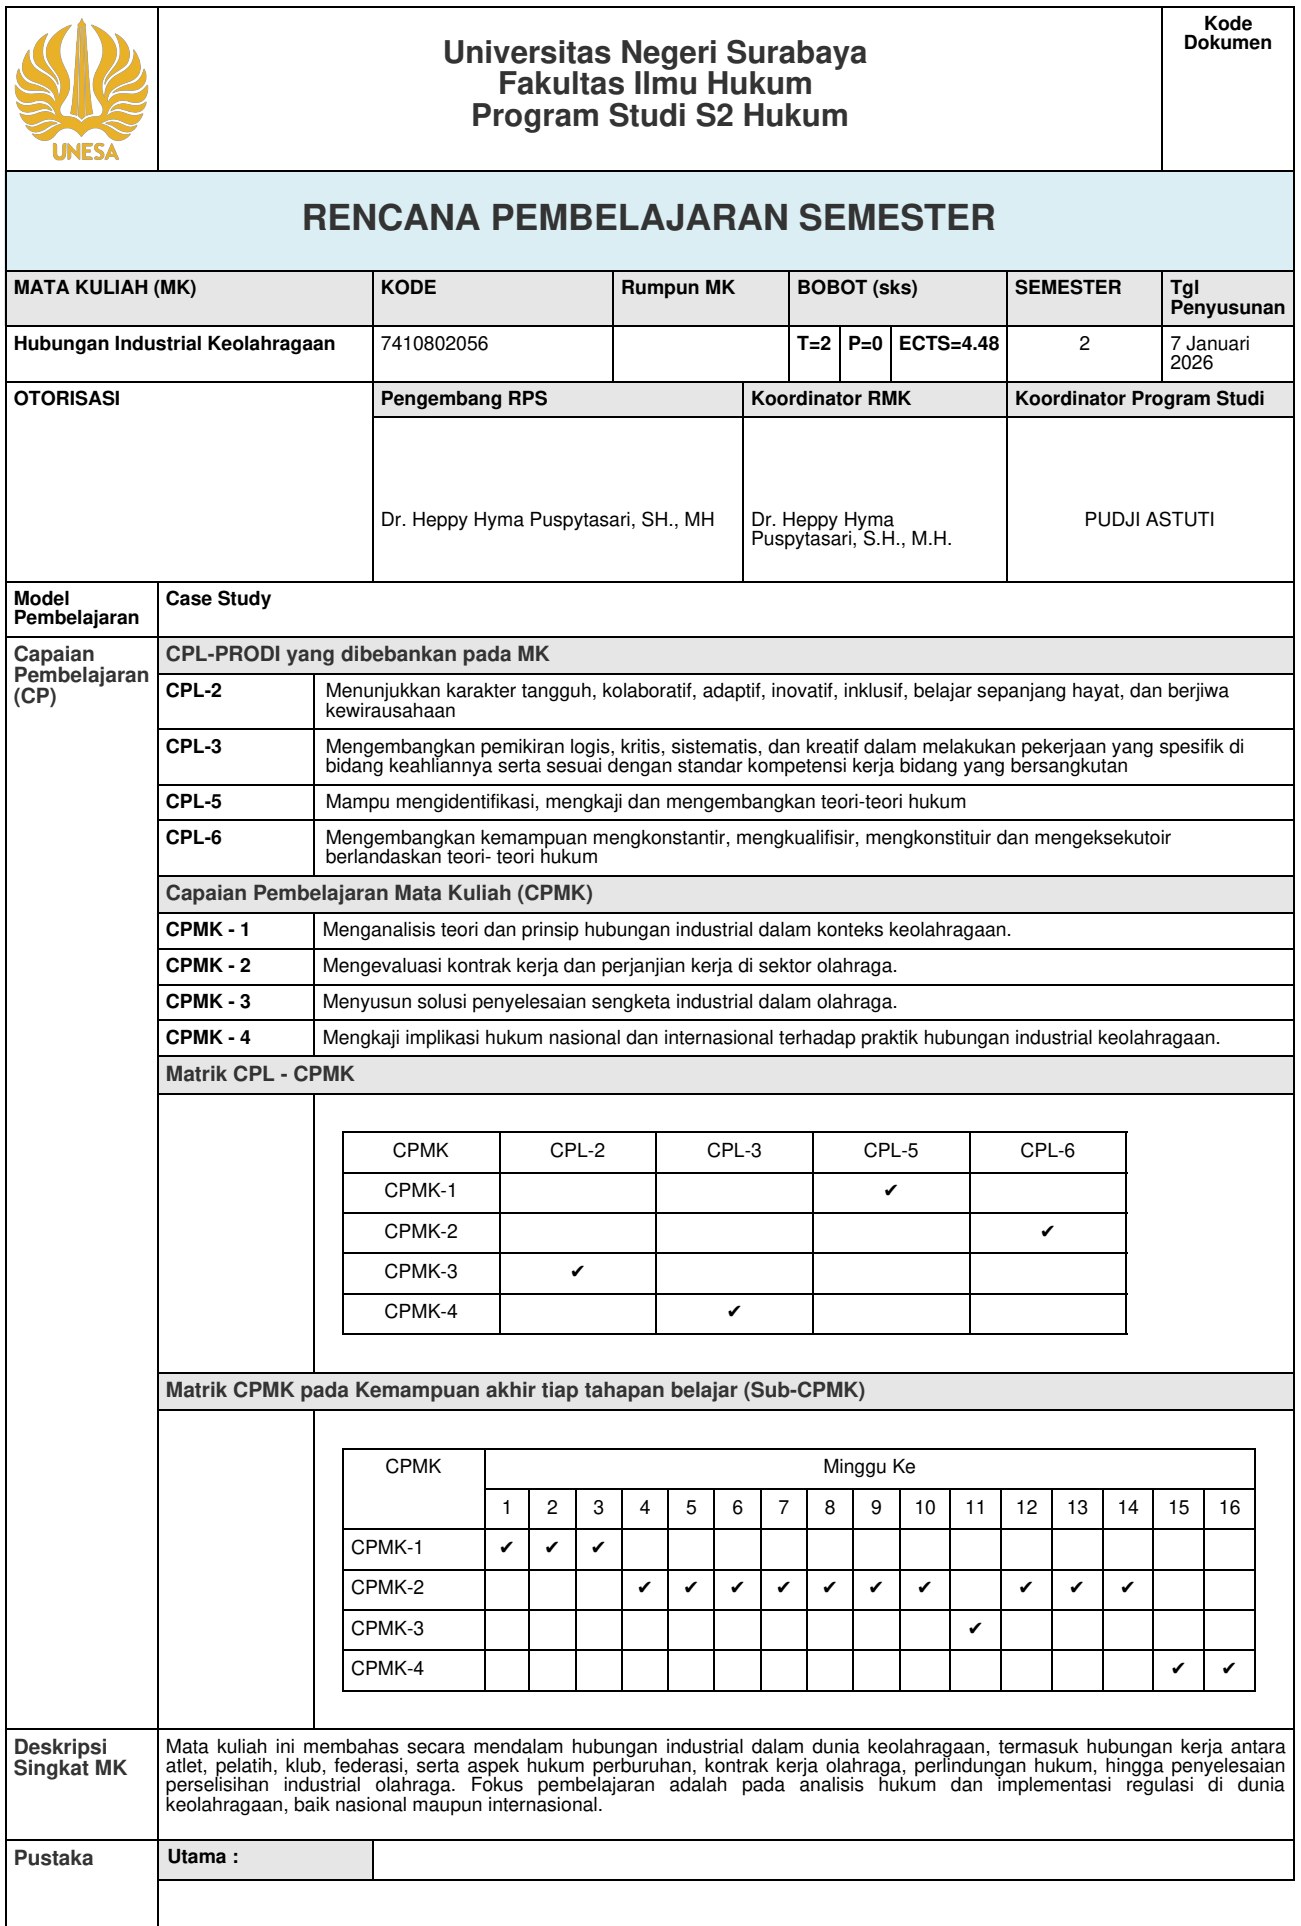 UNESA
Universitas Negeri Surabaya
Fakultas Ilmu Hukum
Program Studi S2 Hukum
Kode
Dokumen
RENCANA PEMBELAJARAN SEMESTER
MATA KULIAH (MK) KODE Rumpun MK BOBOT (sks) SEMESTER Tgl
Penyusunan
Hubungan Industrial Keolahragaan 7410802056 T=2 P=0 ECTS=4.48 2 7 Januari
2026
OTORISASI Pengembang RPS Koordinator RMK Koordinator Program Studi
Dr. Heppy Hyma Puspytasari, SH., MH Dr. Heppy Hyma
Puspytasari, S.H., M.H. PUDJI ASTUTI
Model
Pembelajaran Case Study
Capaian
Pembelajaran
(CP)
CPL-PRODI yang dibebankan pada MK
CPL-2 Menunjukkan karakter tangguh, kolaboratif, adaptif, inovatif, inklusif, belajar sepanjang hayat, dan berjiwa
kewirausahaan
CPL-3 Mengembangkan pemikiran logis, kritis, sistematis, dan kreatif dalam melakukan pekerjaan yang spesifik di
bidang keahliannya serta sesuai dengan standar kompetensi kerja bidang yang bersangkutan
CPL-5 Mampu mengidentifikasi, mengkaji dan mengembangkan teori-teori hukum
CPL-6 Mengembangkan kemampuan mengkonstantir, mengkualifisir, mengkonstituir dan mengeksekutoir
berlandaskan teori- teori hukum
Capaian Pembelajaran Mata Kuliah (CPMK)
CPMK - 1 Menganalisis teori dan prinsip hubungan industrial dalam konteks keolahragaan.
CPMK - 2 Mengevaluasi kontrak kerja dan perjanjian kerja di sektor olahraga.
CPMK - 3 Menyusun solusi penyelesaian sengketa industrial dalam olahraga.
CPMK - 4 Mengkaji implikasi hukum nasional dan internasional terhadap praktik hubungan industrial keolahragaan.
Matrik CPL - CPMK
CPMK CPL-2 CPL-3 CPL-5 CPL-6
CPMK-1 ✔
CPMK-2 ✔
CPMK-3 ✔
CPMK-4 ✔
Matrik CPMK pada Kemampuan akhir tiap tahapan belajar (Sub-CPMK)
CPMK Minggu Ke
1 2 3 4 5 6 7 8 9 10 11 12 13 14 15 16
CPMK-1 ✔ ✔ ✔
CPMK-2 ✔ ✔ ✔ ✔ ✔ ✔ ✔ ✔ ✔ ✔
CPMK-3 ✔
CPMK-4 ✔ ✔
Deskripsi
Singkat MK
Mata kuliah ini membahas secara mendalam hubungan industrial dalam dunia keolahragaan, termasuk hubungan kerja antara
atlet, pelatih, klub, federasi, serta aspek hukum perburuhan, kontrak kerja olahraga, perlindungan hukum, hingga penyelesaian
perselisihan industrial olahraga. Fokus pembelajaran adalah pada analisis hukum dan implementasi regulasi di dunia
keolahragaan, baik nasional maupun internasional.
Pustaka Utama :